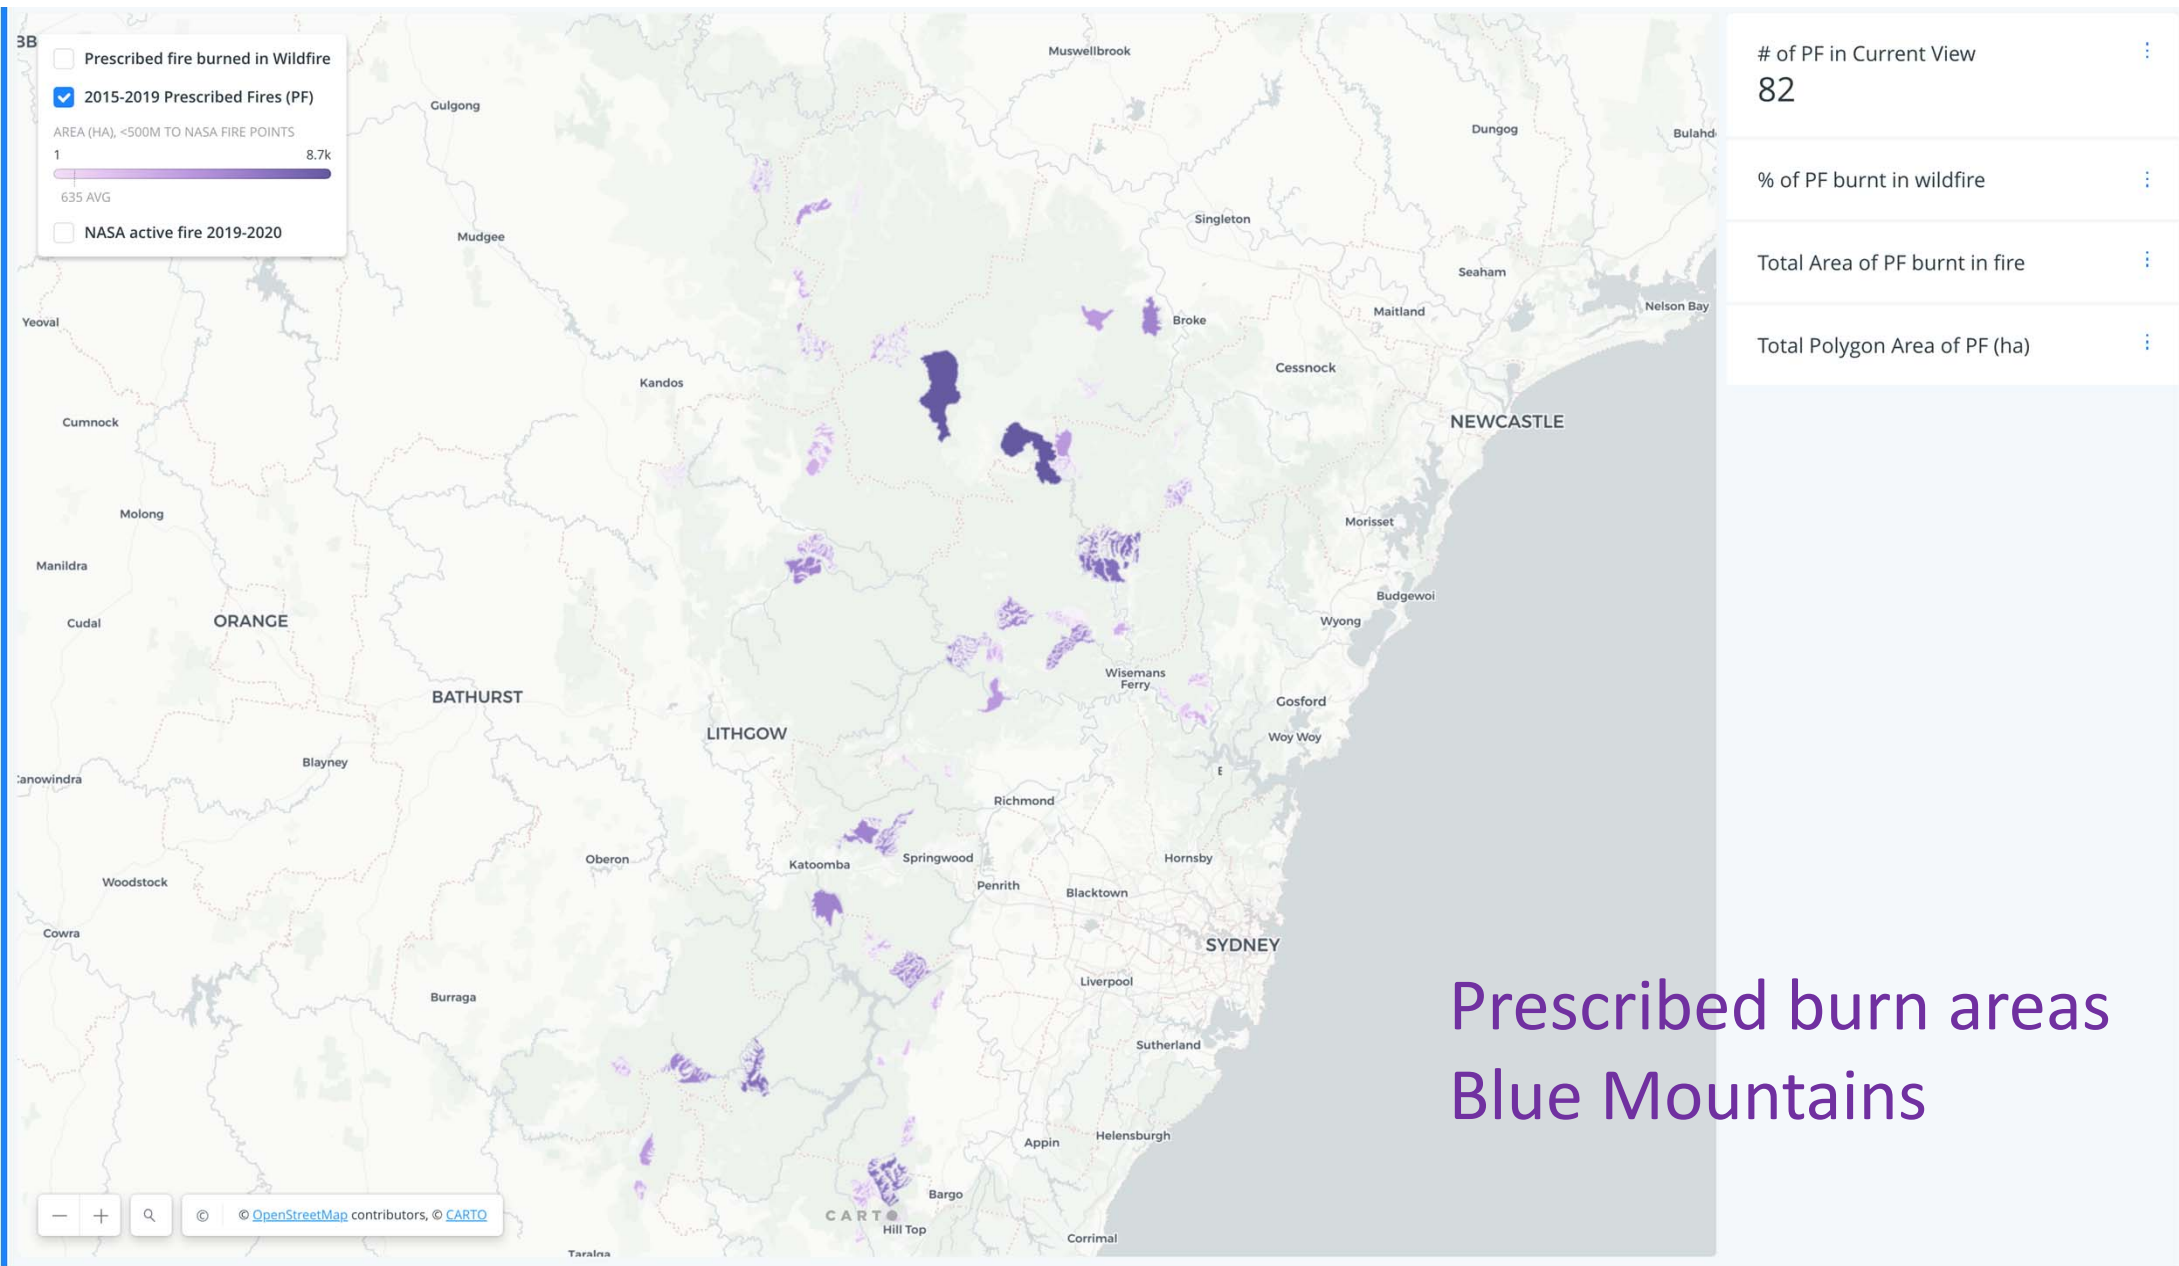 BB
Prescribed fire burned in Wildfire
2015-2019 Prescribed Fires (PF)
AREA (HA), <500M TO NASA FIRE POINTS
1 8.7k
635 AVG
NASA active fire 2019-2020
# of PF in Current View
82
% of PF burnt in wildfire
Total Area of PF burnt in fire
Total Polygon Area of PF (ha)
Muswellbrook
Gulgong
Dungog
Bulahd
Singleton
Mudgee
Seaham
Nelson Bay
Maitland
Broke
Yeoval
Cessnock
Kandos
Cumnock
NEWCASTLE
Molong
Morisset
Manildra
Budgewoi
ORANGE
Cudal
Wyong
Wisemans
Ferry
BATHURST
Gosford
LITHGOW
Woy Woy
Blayney
E
anowindra
Richmond
Oberon
Katoomba
Springwood
Hornsby
Woodstock
Penrith
Blacktown
Cowra
SYDNEY
Liverpool
Burraga
Prescribed burn areas
Blue Mountains
Sutherland
Appin
Helensburgh
Bargo
CARTO
Hill Top
Corrimal
Taralga
© © OpenStreetMap contributors, © CARTO